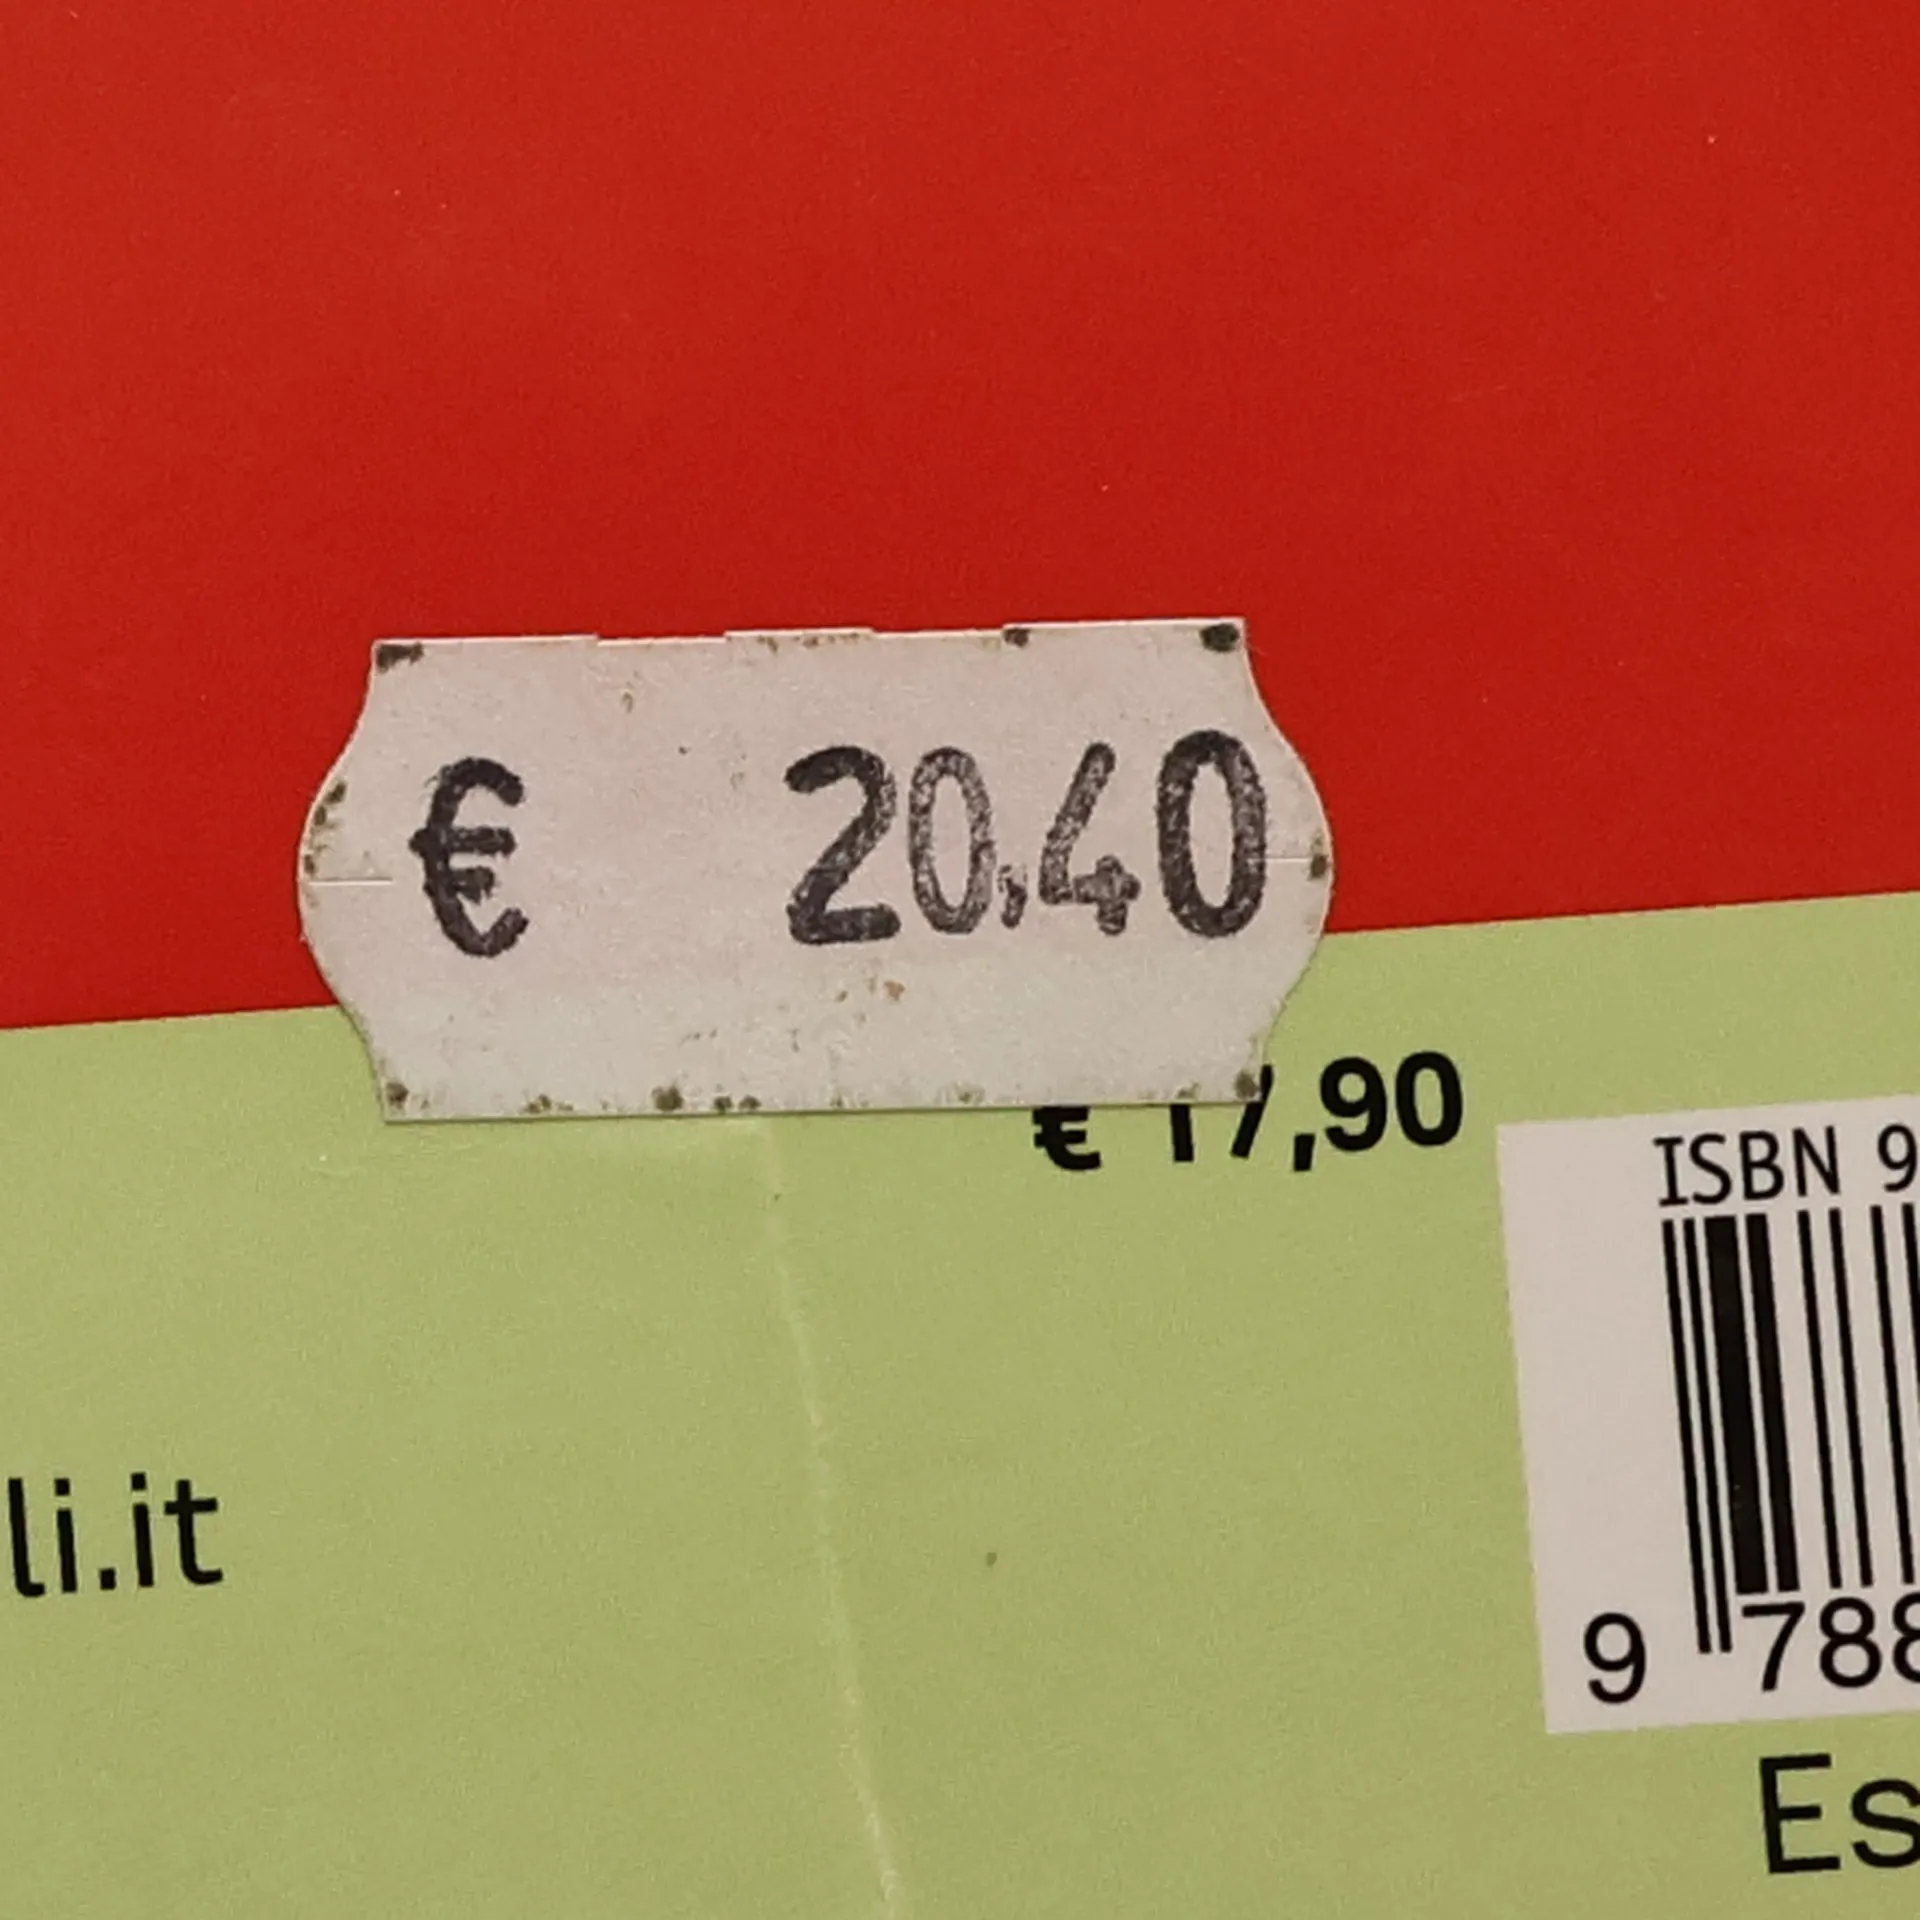 € 20,40
€ 17,90
ISBN 9
li.it
9 788
Es